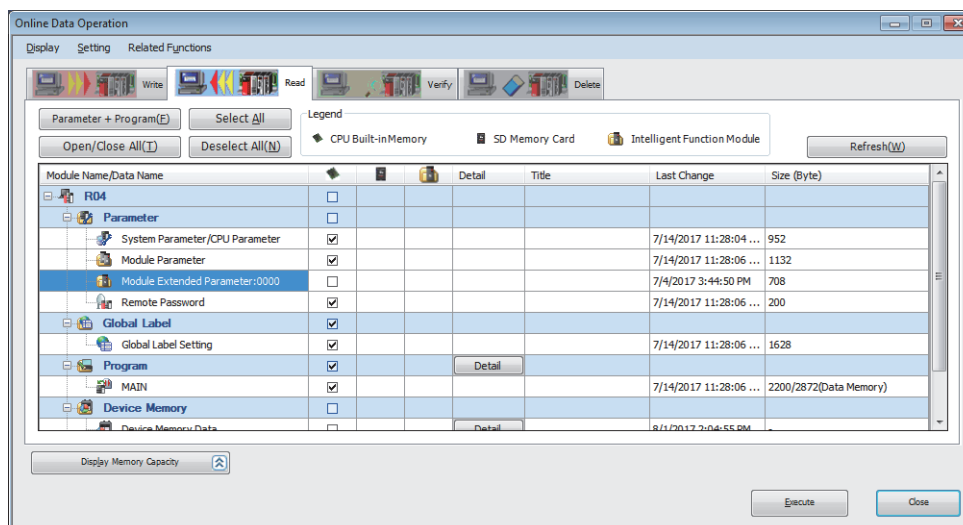 Online Data Operation
Display Setting Related Functions
Write Read Verify Delete
Parameter + Program(F) Select All Legend
CPU Built-in Memory SD Memory Card Intelligent Function Module
Open/Close All(T) Deselect All(N) Refresh(W)
Module Name/Data Name Detail Title Last Change Size (Byte)
R04
Parameter
System Parameter/CPU Parameter 7/14/2017 11:28:04 ... 952
Module Parameter 7/14/2017 11:28:06 ... 1132
Module Extended Parameter:0000 7/4/2017 3:44:50 PM 708
Remote Password 7/14/2017 11:28:06 ... 200
Global Label
Global Label Setting 7/14/2017 11:28:06 ... 1628
Program Detail
MAIN 7/14/2017 11:28:06 ... 2200/2872(Data Memory)
Device Memory
Device Memory Data Detail 8/1/2017 2:04:55 PM -
Display Memory Capacity
Execute Close